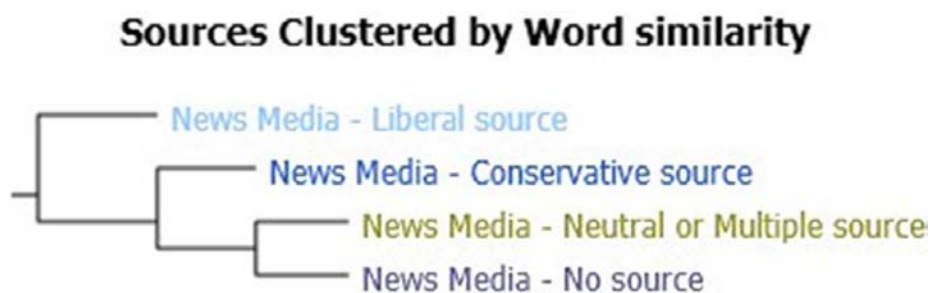 Sources Clustered by Word similarity
News Media - Liberal source
News Media - Conservative source
News Media - Neutral or Multiple source
News Media - No source